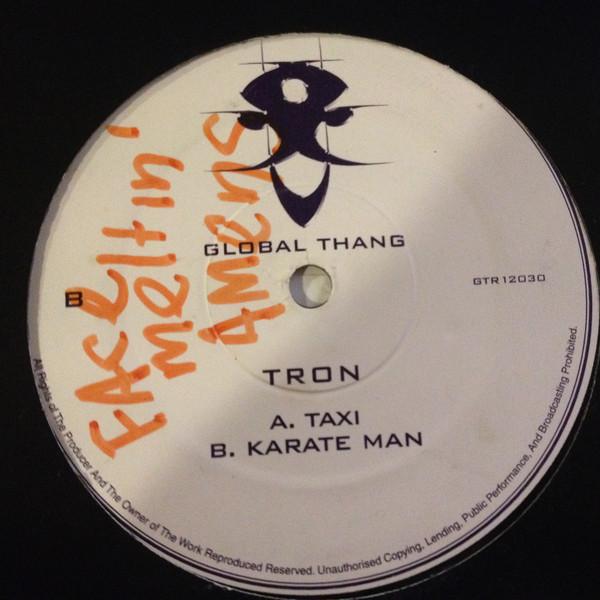 GLOBAL THANG
B
GTR12030
TRON
A. TAXI
B. KARATE MAN
FACE
meltin'
Amens
All Rights of The Producer And The Owner of The Work Reproduced Reserved. Unauthorised Copying, Lending, Public Performance, And Broadcasting Prohibited.